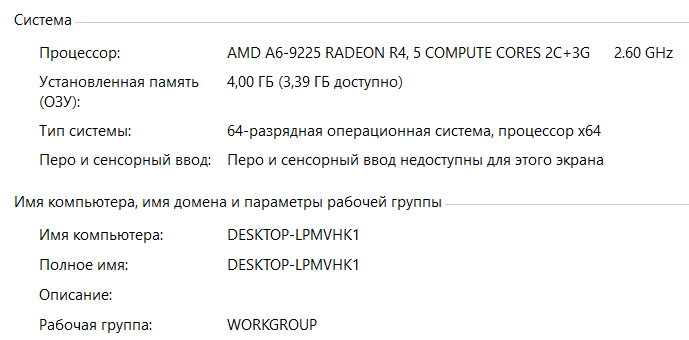 Система
Процессор: AMD A6-9225 RADEON R4, 5 COMPUTE CORES 2C+3G 2.60 GHz
Установленная память 4,00 ГБ (3,39 ГБ доступно)
(ОЗУ):
Тип системы: 64-разрядная операционная система, процессор x64
Перо и сенсорный ввод: Перо и сенсорный ввод недоступны для этого экрана
Имя компьютера, имя домена и параметры рабочей группы
Имя компьютера: DESKTOP-LPMVHK1
Полное имя: DESKTOP-LPMVHK1
Описание:
Рабочая группа: WORKGROUP